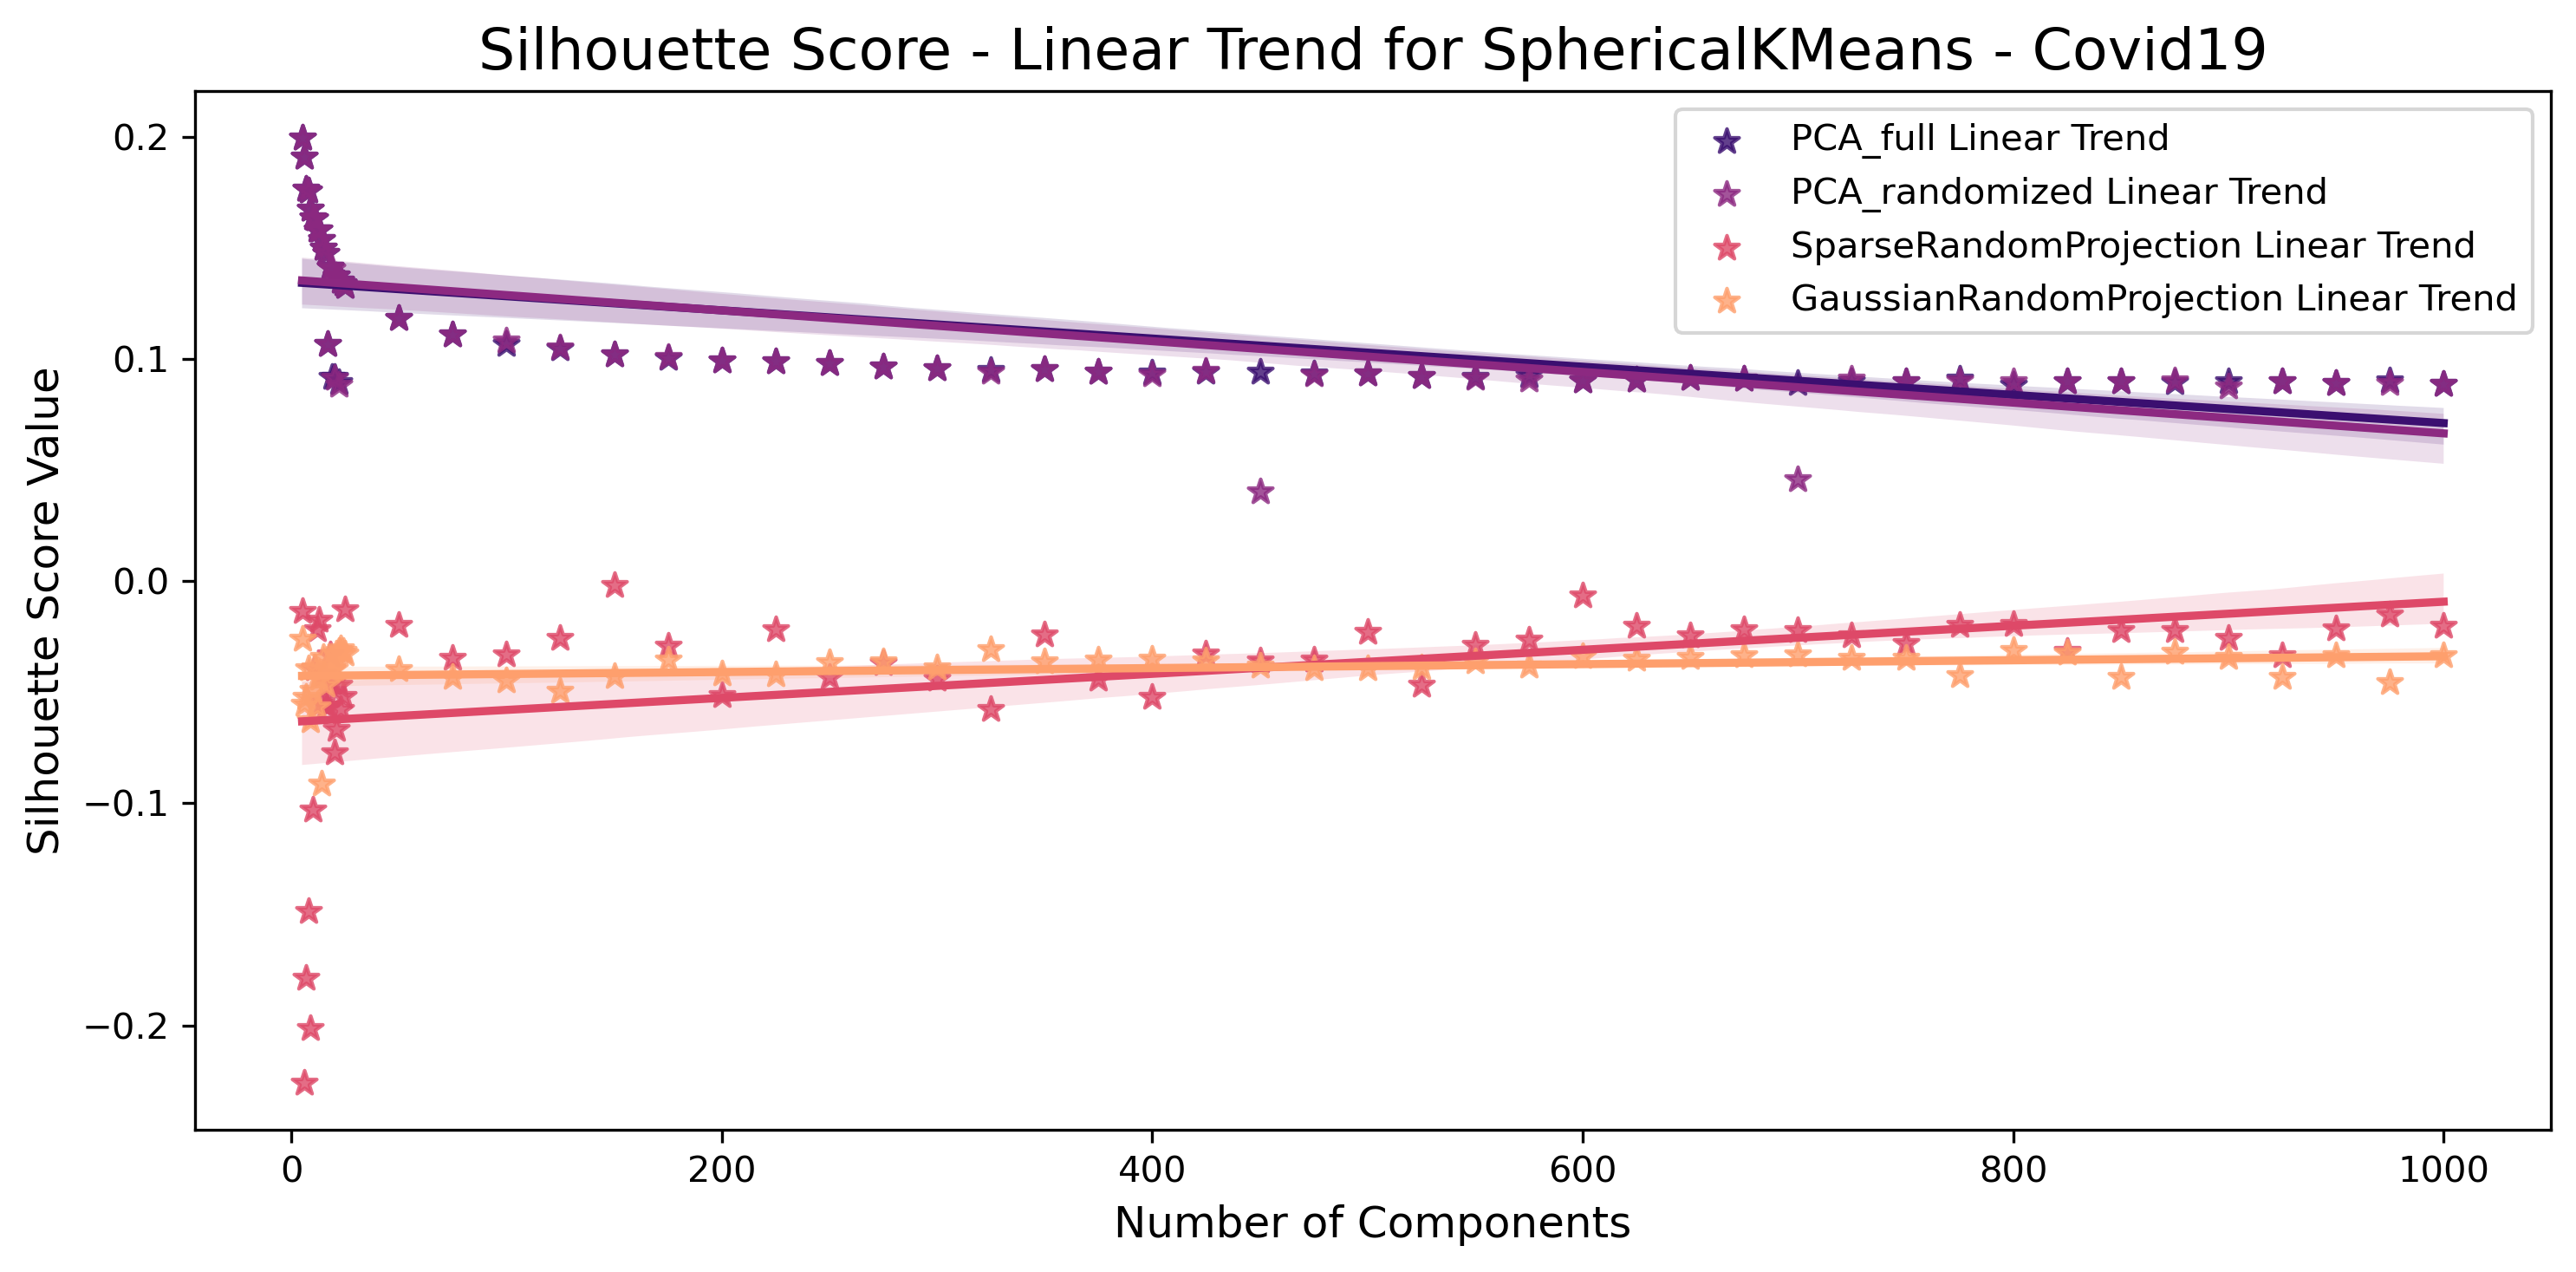 Silhouette Score - Linear Trend for SphericalKMeans - Covid19
PCA_full Linear Trend
PCA_randomized Linear Trend
SparseRandomProjection Linear Trend
GaussianRandomProjection Linear Trend
Silhouette Score Value
0.2
0.1
0.0
−0.1
−0.2
0 200 400 600 800 1000
Number of Components